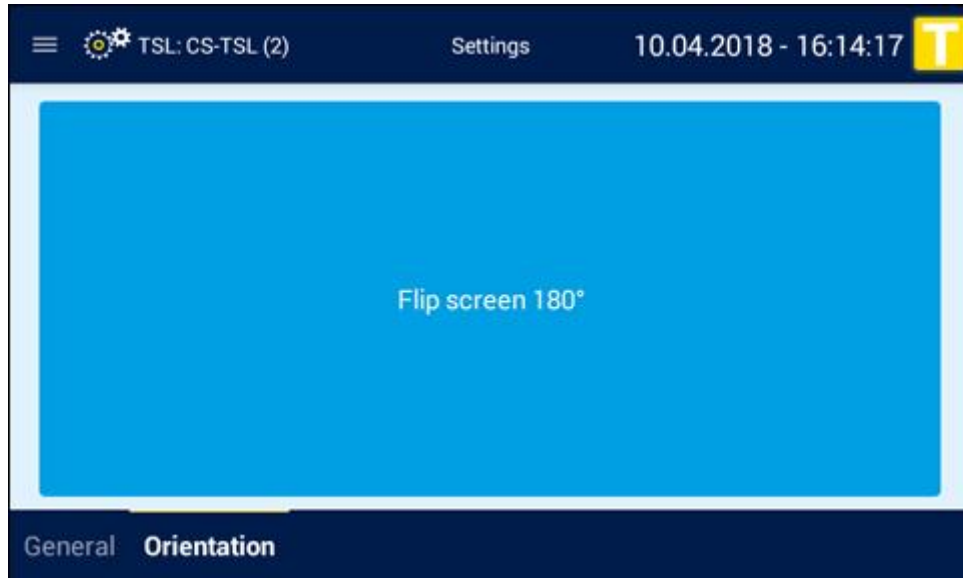 TSL: CS-TSL (2) Settings 10.04.2018 - 16:14:17 T
Flip screen 180°
General Orientation